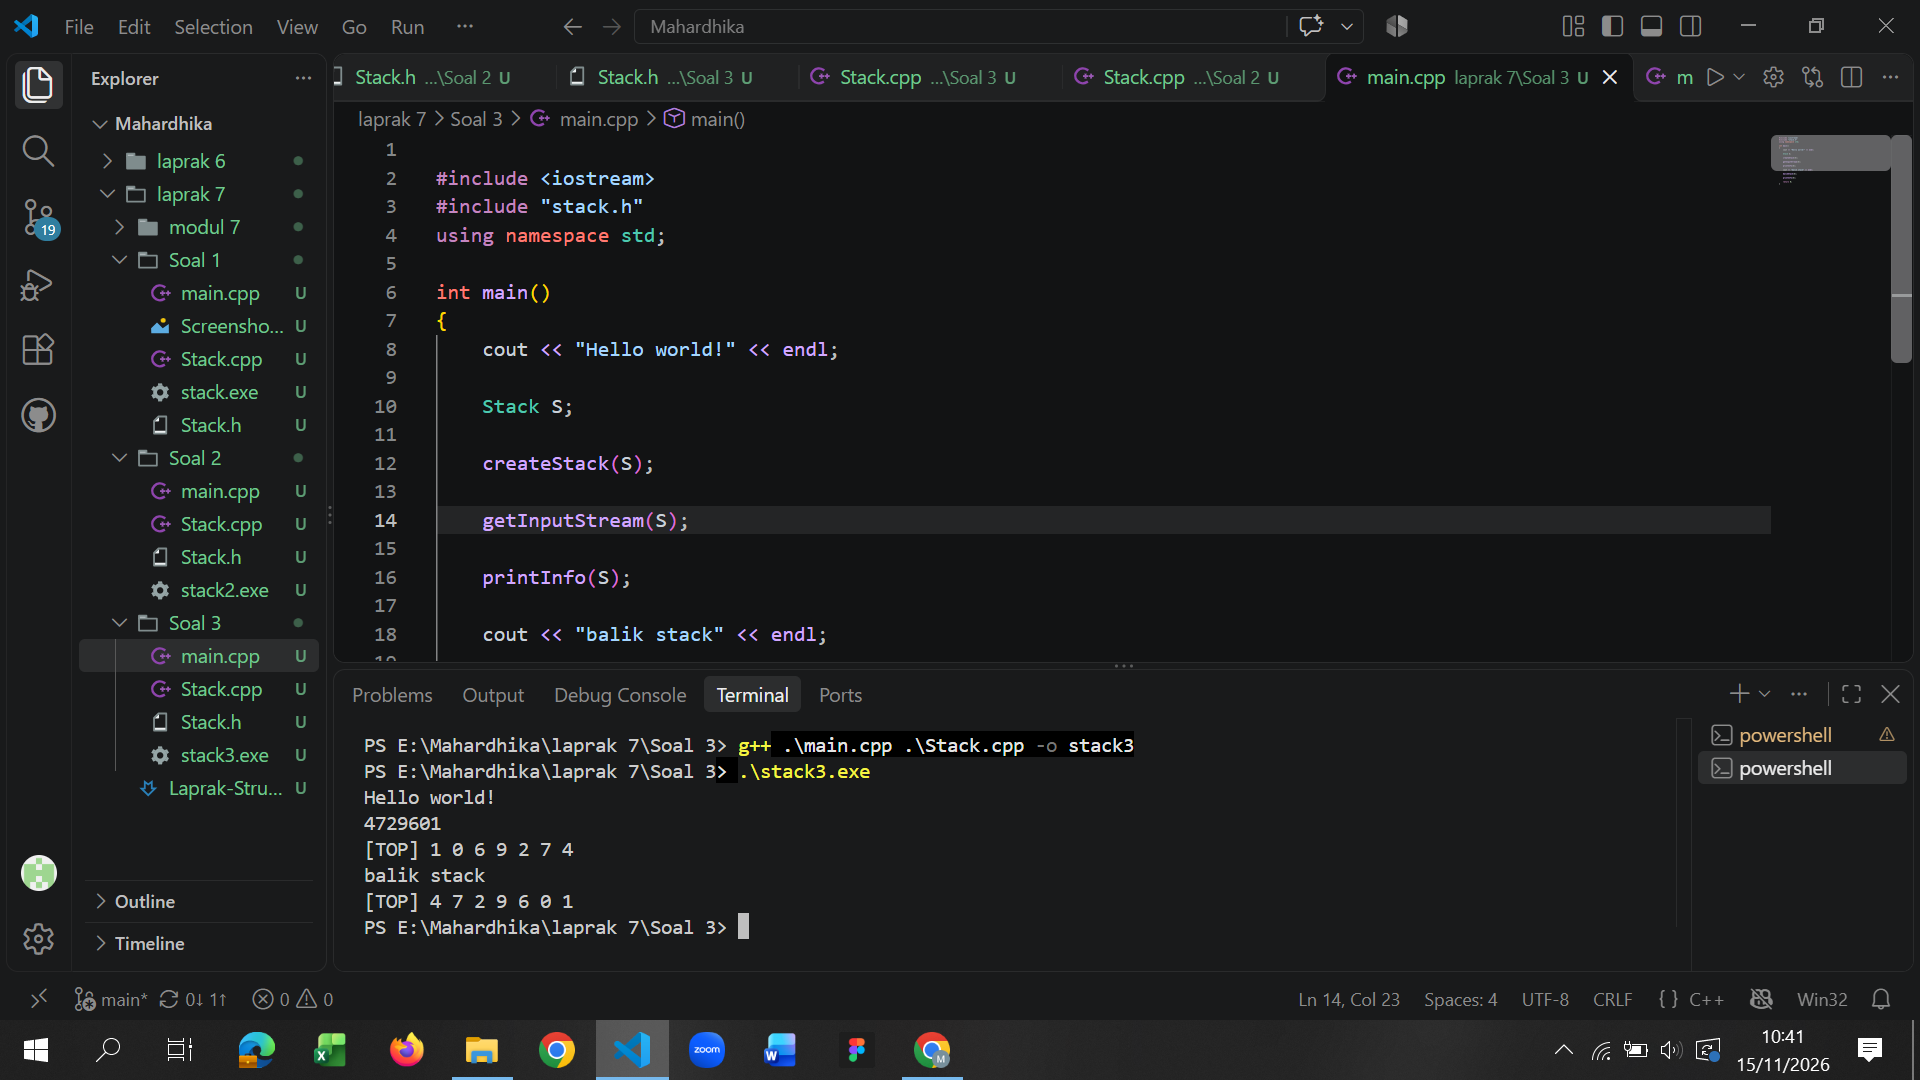 File Edit Selection View Go Run ···
Mahardhika
Explorer
Mahardhika
laprak 6
laprak 7
modul 7
Soal 1
main.cpp U
Screensho... U
Stack.cpp U
stack.exe U
Stack.h U
Soal 2
main.cpp U
Stack.cpp U
Stack.h U
stack2.exe U
Soal 3
main.cpp U
Stack.cpp U
Stack.h U
stack3.exe U
Laprak-Stru... U
Outline
Timeline
19
Stack.h ...\Soal 2 U
Stack.h ...\Soal 3 U
Stack.cpp ...\Soal 3 U
Stack.cpp ...\Soal 2 U
main.cpp laprak 7\Soal 3 U
m
laprak 7 > Soal 3 > main.cpp > main()
1
2 #include <iostream>
3 #include "stack.h"
4 using namespace std;
5
6 int main()
7 {
8 cout << "Hello world!" << endl;
9
10 Stack S;
11
12 createStack(S);
13
14 getInputStream(S);
15
16 printInfo(S);
17
18 cout << "balik stack" << endl;
19
Problems Output Debug Console Terminal Ports
PS E:\Mahardhika\laprak 7\Soal 3> g++ .\main.cpp .\Stack.cpp -o stack3
PS E:\Mahardhika\laprak 7\Soal 3> .\stack3.exe
Hello world!
4729601
[TOP] 1 0 6 9 2 7 4
balik stack
[TOP] 4 7 2 9 6 0 1
PS E:\Mahardhika\laprak 7\Soal 3>
powershell
powershell
main* 0↓ 1↑ 0 0
Ln 14, Col 23 Spaces: 4 UTF-8 CRLF { } C++ Win32
zoom
10:41
15/11/2026